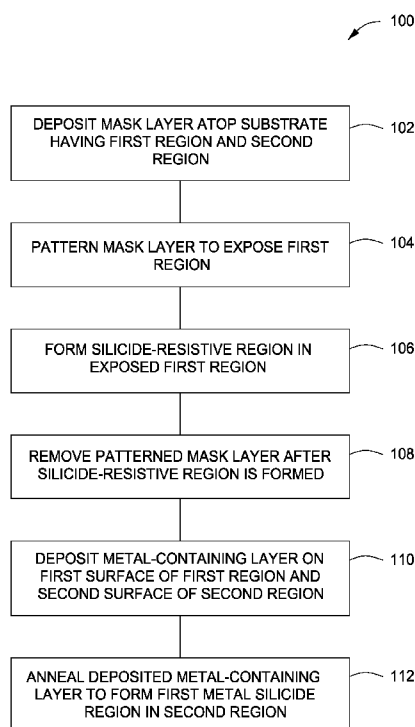 100
DEPOSIT MASK LAYER ATOP SUBSTRATE
HAVING FIRST REGION AND SECOND
REGION
102
PATTERN MASK LAYER TO EXPOSE FIRST
REGION
104
FORM SILICIDE-RESISTIVE REGION IN
EXPOSED FIRST REGION
106
REMOVE PATTERNED MASK LAYER AFTER
SILICIDE-RESISTIVE REGION IS FORMED
108
DEPOSIT METAL-CONTAINING LAYER ON
FIRST SURFACE OF FIRST REGION AND
SECOND SURFACE OF SECOND REGION
110
ANNEAL DEPOSITED METAL-CONTAINING
LAYER TO FORM FIRST METAL SILICIDE
REGION IN SECOND REGION
112